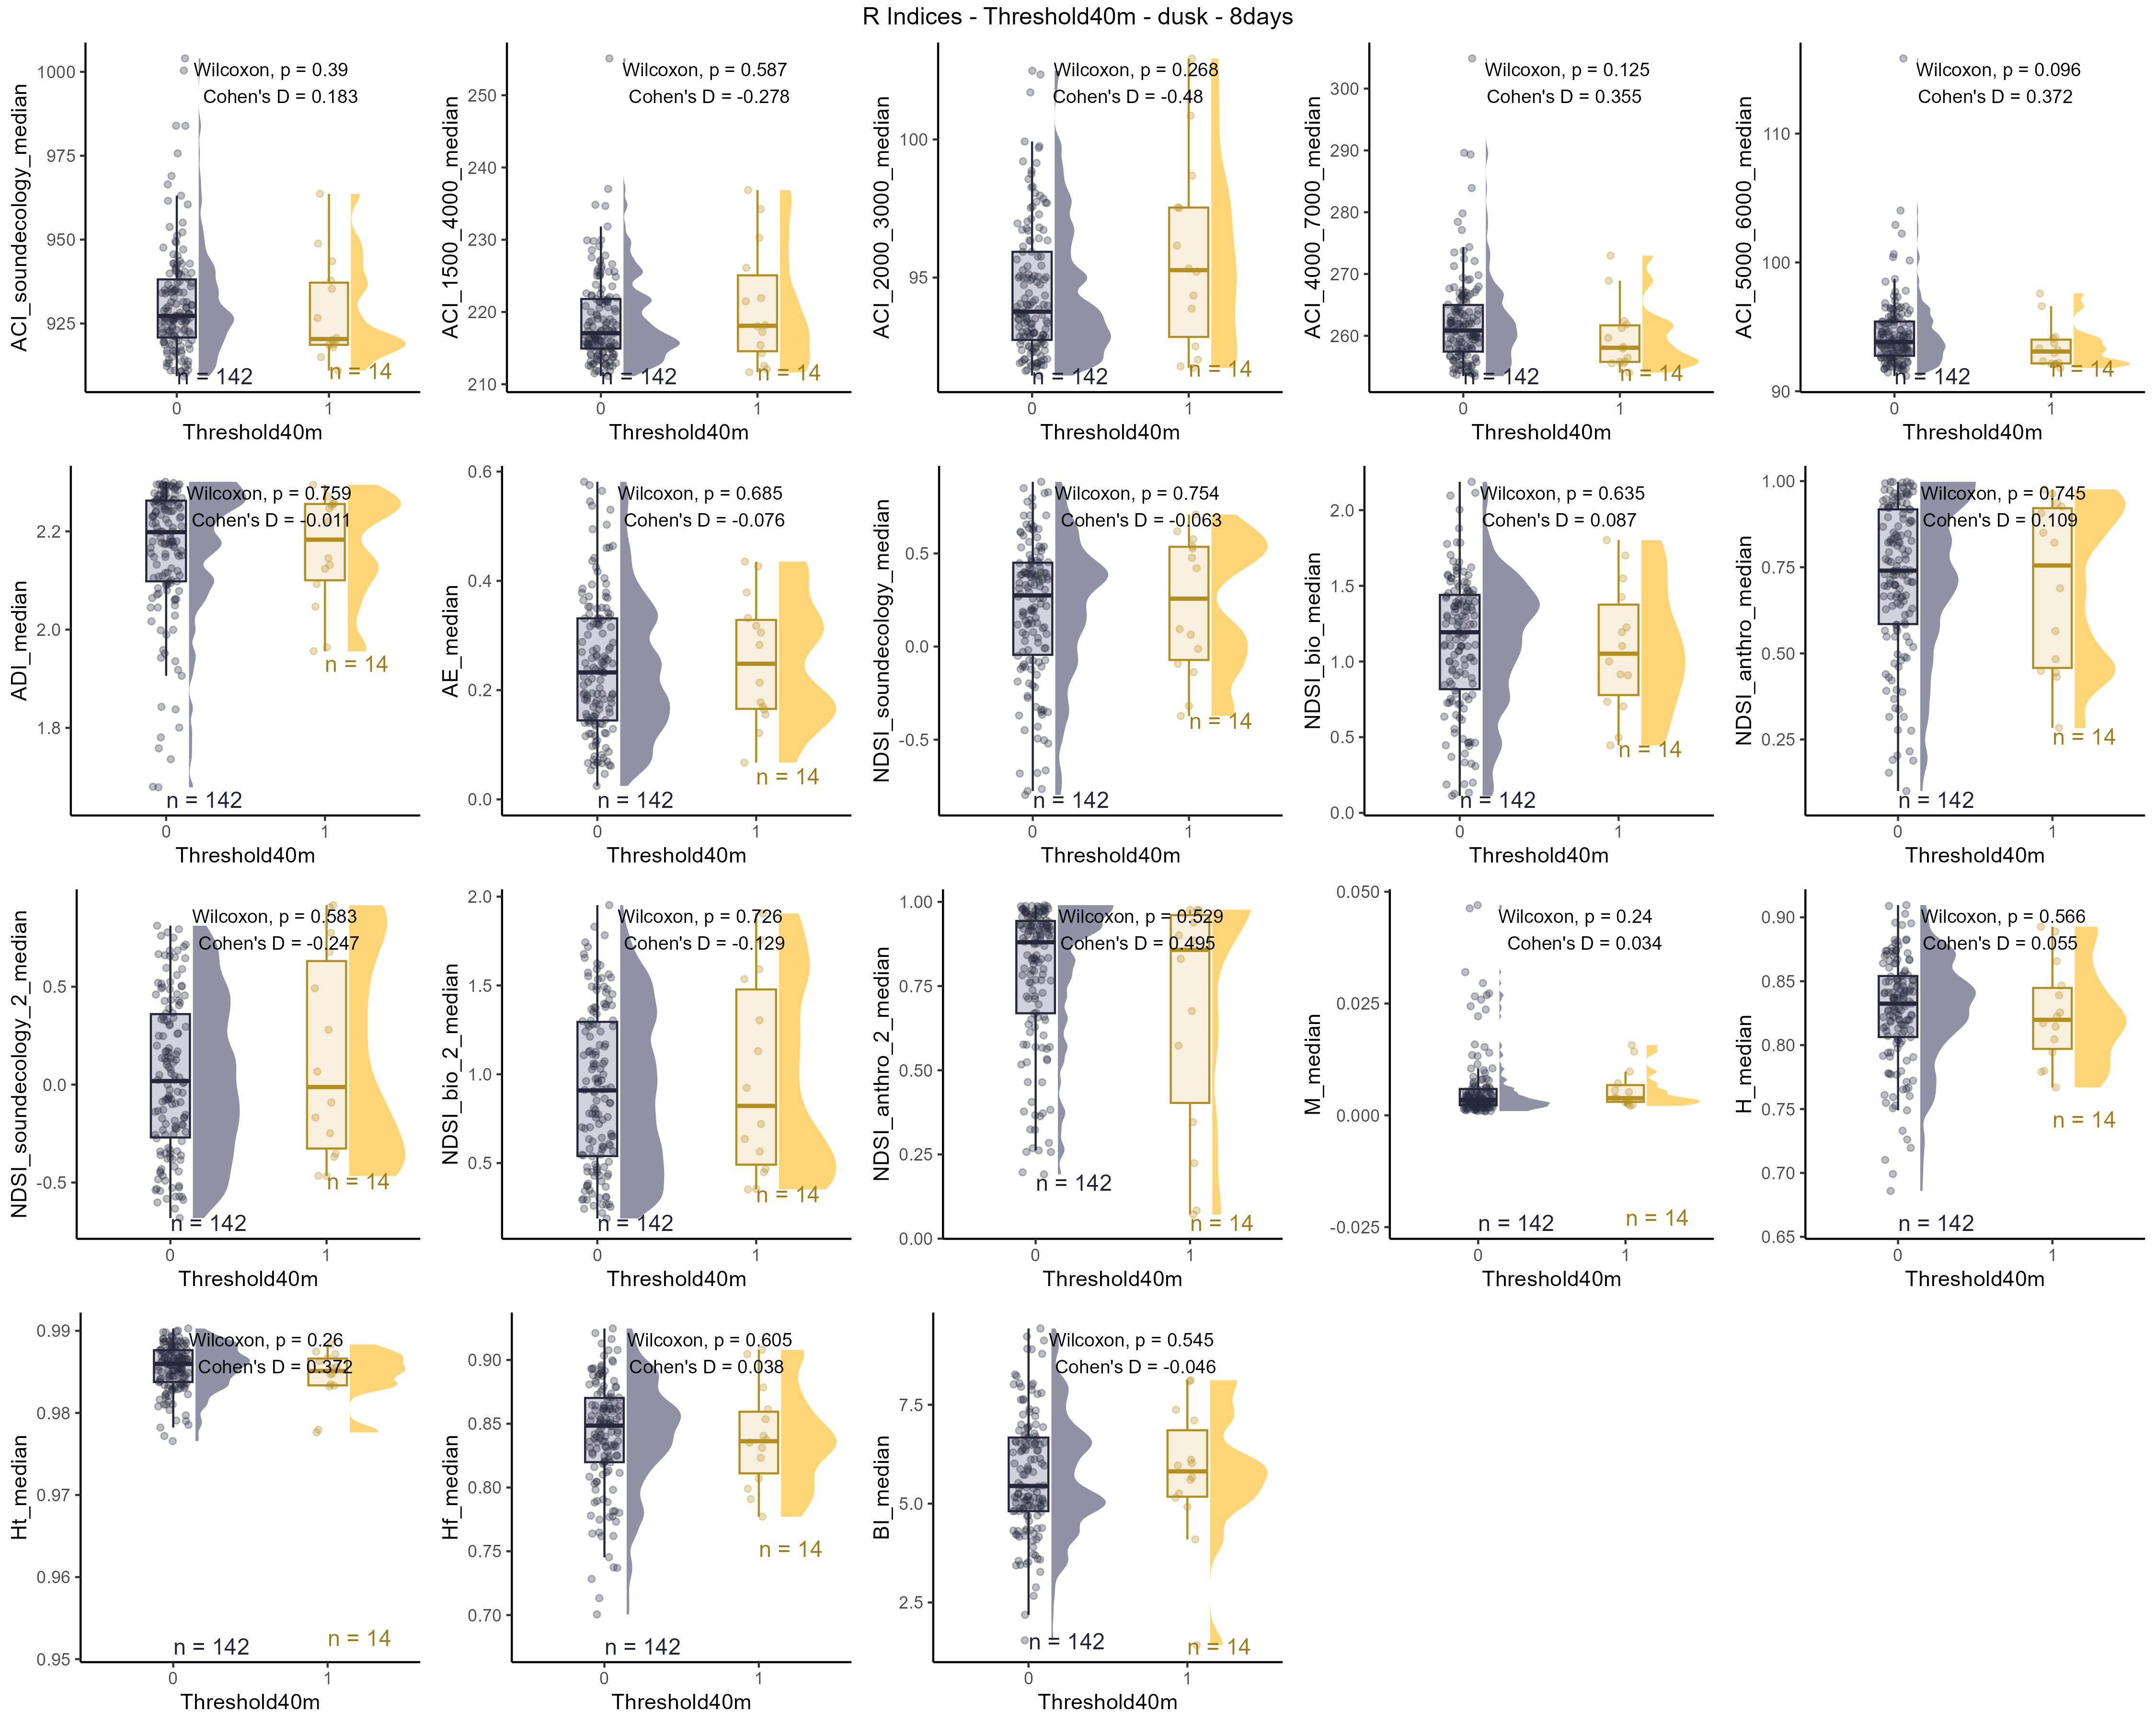 R Indices - Threshold40m - dusk - 8days
ACI_soundecology_median
1000
975
950
925
Wilcoxon, p = 0.39
Cohen's D = 0.183
n = 142
n = 14
0
1
Threshold40m
ACI_1500_4000_median
250
240
230
220
210
Wilcoxon, p = 0.587
Cohen's D = -0.278
n = 142
n = 14
0
1
Threshold40m
ACI_2000_3000_median
100
95
Wilcoxon, p = 0.268
Cohen's D = -0.48
n = 142
n = 14
0
1
Threshold40m
ACI_4000_7000_median
300
290
280
270
260
Wilcoxon, p = 0.125
Cohen's D = 0.355
n = 142
n = 14
0
1
Threshold40m
ACI_5000_6000_median
110
100
90
Wilcoxon, p = 0.096
Cohen's D = 0.372
n = 142
n = 14
0
1
Threshold40m
ADI_median
2.2
2.0
1.8
Wilcoxon, p = 0.759
Cohen's D = -0.011
n = 142
n = 14
0
1
Threshold40m
AE_median
0.6
0.4
0.2
0.0
Wilcoxon, p = 0.685
Cohen's D = -0.076
n = 142
n = 14
0
1
Threshold40m
NDSI_soundecology_median
0.5
0.0
-0.5
Wilcoxon, p = 0.754
Cohen's D = -0.063
n = 142
n = 14
0
1
Threshold40m
NDSI_bio_median
2.0
1.5
1.0
0.5
0.0
Wilcoxon, p = 0.635
Cohen's D = 0.087
n = 142
n = 14
0
1
Threshold40m
NDSI_anthro_median
1.00
0.75
0.50
0.25
Wilcoxon, p = 0.745
Cohen's D = 0.109
n = 142
n = 14
0
1
Threshold40m
NDSI_soundecology_2_median
0.5
0.0
-0.5
Wilcoxon, p = 0.583
Cohen's D = -0.247
n = 142
n = 14
0
1
Threshold40m
NDSI_bio_2_median
2.0
1.5
1.0
0.5
Wilcoxon, p = 0.726
Cohen's D = -0.129
n = 142
n = 14
0
1
Threshold40m
NDSI_anthro_2_median
1.00
0.75
0.50
0.25
0.00
Wilcoxon, p = 0.529
Cohen's D = 0.495
n = 142
n = 14
0
1
Threshold40m
M_median
0.050
0.025
0.000
-0.025
Wilcoxon, p = 0.24
Cohen's D = 0.034
n = 142
n = 14
0
1
Threshold40m
H_median
0.90
0.85
0.80
0.75
0.70
0.65
Wilcoxon, p = 0.566
Cohen's D = 0.055
n = 142
n = 14
0
1
Threshold40m
Ht_median
0.99
0.98
0.97
0.96
0.95
Wilcoxon, p = 0.26
Cohen's D = 0.372
n = 142
n = 14
0
1
Threshold40m
Hf_median
0.90
0.85
0.80
0.75
0.70
Wilcoxon, p = 0.605
Cohen's D = 0.038
n = 142
n = 14
0
1
Threshold40m
BI_median
7.5
5.0
2.5
Wilcoxon, p = 0.545
Cohen's D = -0.046
n = 142
n = 14
0
1
Threshold40m